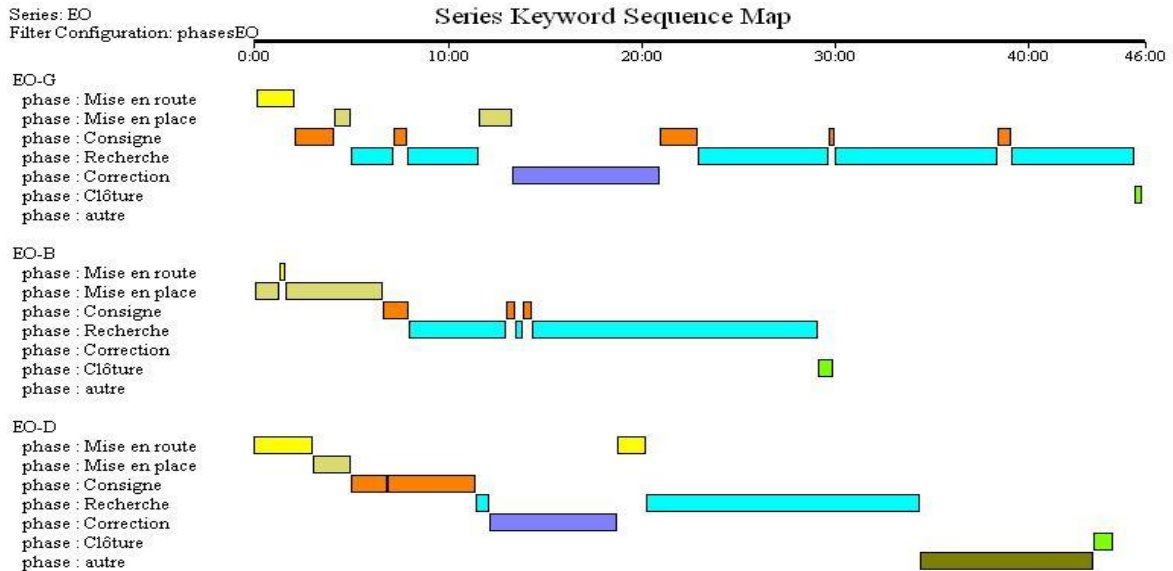 Series: EO
Series Keyword Sequence Map
Filter Configuration: phasesEO
0:00 10:00 20:00 30:00 40:00 46:00
EO-G
phase : Mise en route
phase : Mise en place
phase : Consigne
phase : Recherche
phase : Correction
phase : Clôture
phase : autre
EO-B
phase : Mise en route
phase : Mise en place
phase : Consigne
phase : Recherche
phase : Correction
phase : Clôture
phase : autre
EO-D
phase : Mise en route
phase : Mise en place
phase : Consigne
phase : Recherche
phase : Correction
phase : Clôture
phase : autre